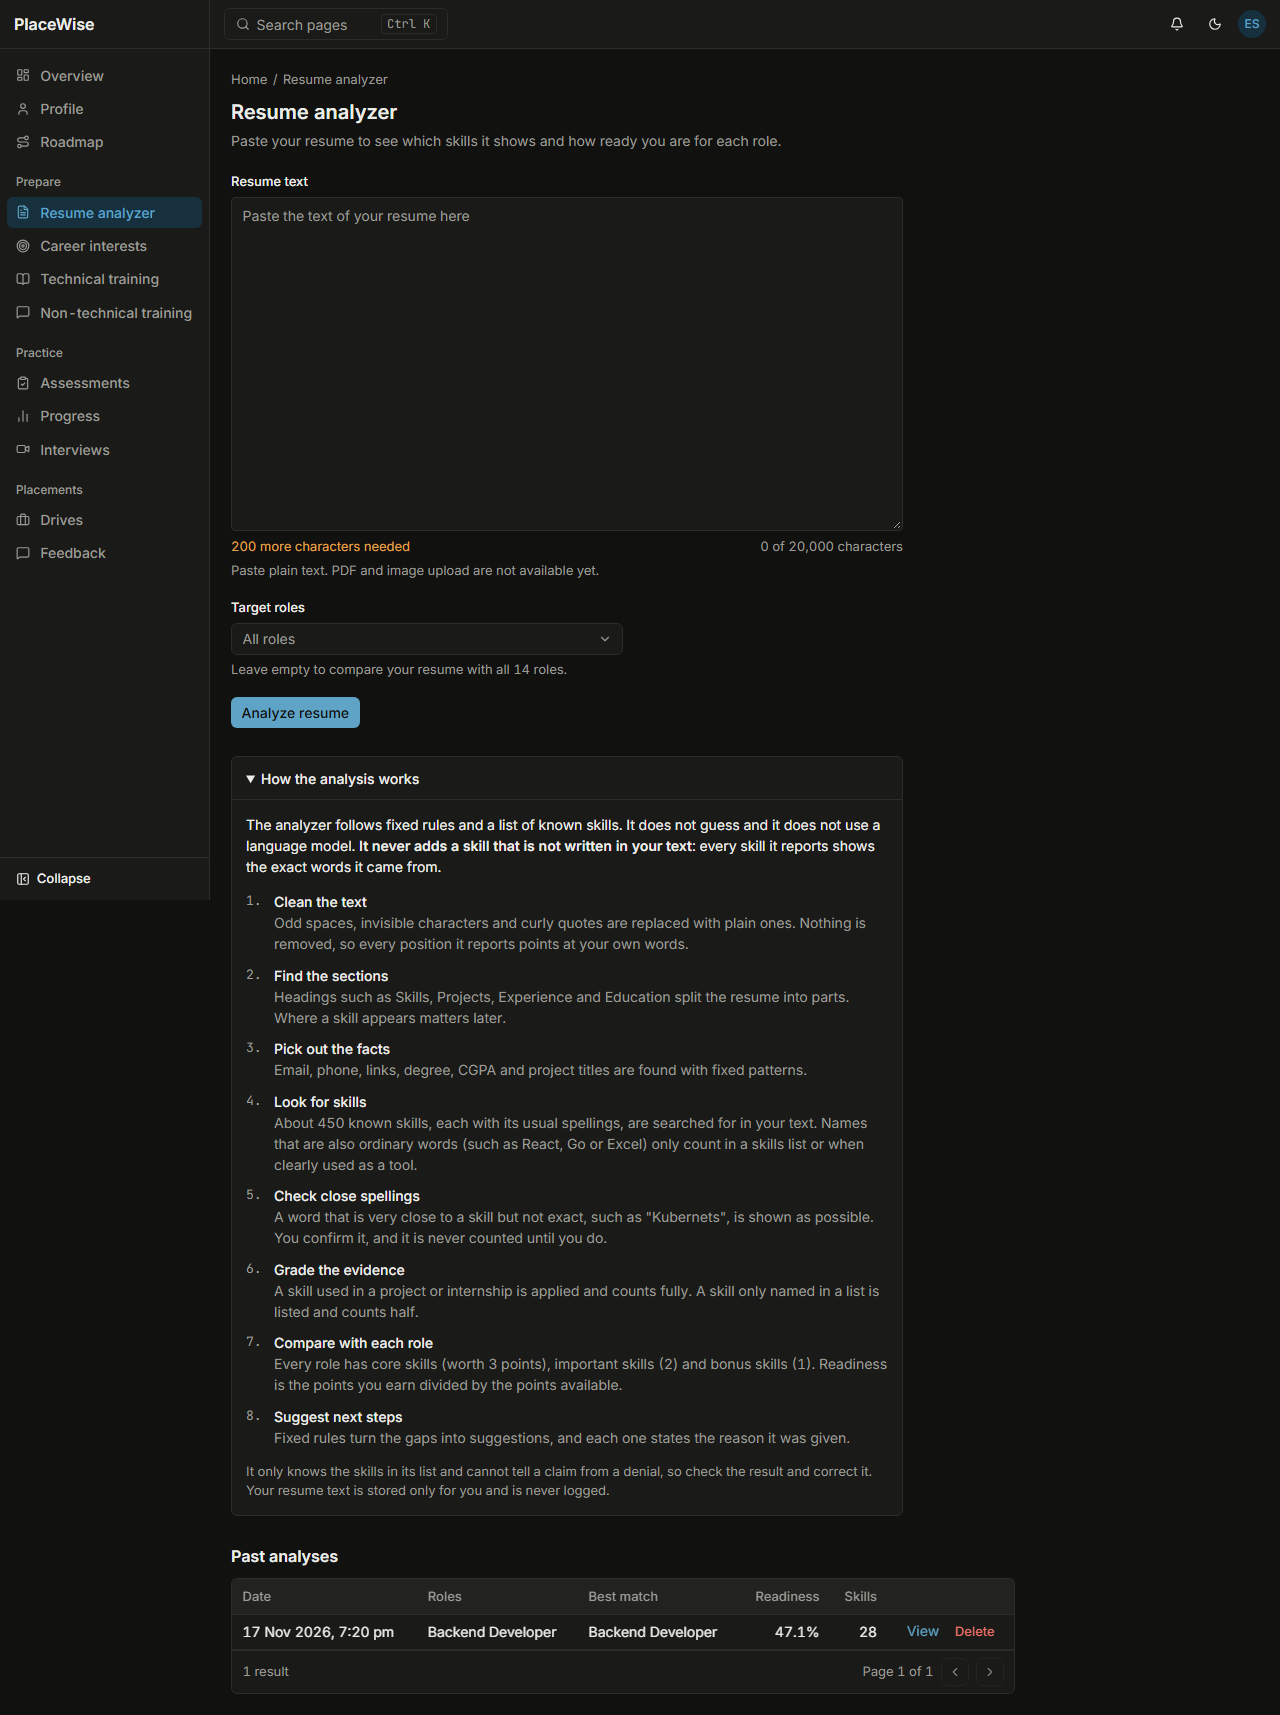 PlaceWise
Search pages
Ctrl K
ES
Overview
Profile
Roadmap
Prepare
Resume analyzer
Career interests
Technical training
Non-technical training
Practice
Assessments
Progress
Interviews
Placements
Drives
Feedback
Collapse
Home / Resume analyzer
Resume analyzer
Paste your resume to see which skills it shows and how ready you are for each role.
Resume text
Paste the text of your resume here
200 more characters needed
0 of 20,000 characters
Paste plain text. PDF and image upload are not available yet.
Target roles
All roles
Leave empty to compare your resume with all 14 roles.
Analyze resume
How the analysis works
The analyzer follows fixed rules and a list of known skills. It does not guess and it does not use a
language model. It never adds a skill that is not written in your text: every skill it reports shows
the exact words it came from.
1. Clean the text
Odd spaces, invisible characters and curly quotes are replaced with plain ones. Nothing is
removed, so every position it reports points at your own words.
2. Find the sections
Headings such as Skills, Projects, Experience and Education split the resume into parts.
Where a skill appears matters later.
3. Pick out the facts
Email, phone, links, degree, CGPA and project titles are found with fixed patterns.
4. Look for skills
About 450 known skills, each with its usual spellings, are searched for in your text. Names
that are also ordinary words (such as React, Go or Excel) only count in a skills list or when
clearly used as a tool.
5. Check close spellings
A word that is very close to a skill but not exact, such as "Kubernets", is shown as possible.
You confirm it, and it is never counted until you do.
6. Grade the evidence
A skill used in a project or internship is applied and counts fully. A skill only named in a list is
listed and counts half.
7. Compare with each role
Every role has core skills (worth 3 points), important skills (2) and bonus skills (1). Readiness
is the points you earn divided by the points available.
8. Suggest next steps
Fixed rules turn the gaps into suggestions, and each one states the reason it was given.
It only knows the skills in its list and cannot tell a claim from a denial, so check the result and correct it.
Your resume text is stored only for you and is never logged.
Past analyses
Date Roles Best match Readiness Skills
17 Nov 2026, 7:20 pm Backend Developer Backend Developer 47.1% 28 View Delete
1 result
Page 1 of 1